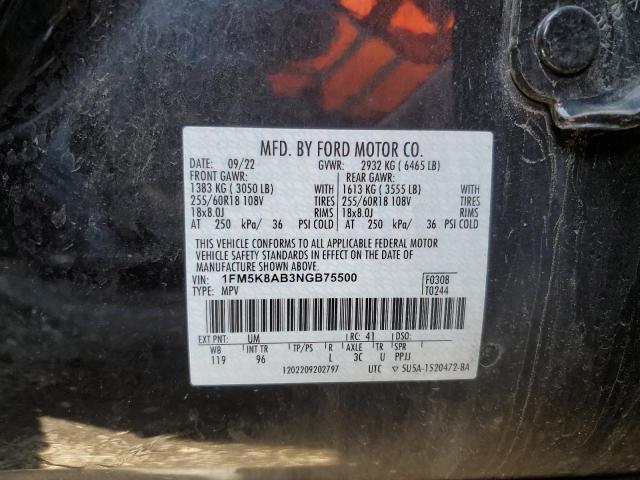 MFD. BY FORD MOTOR CO.
DATE: 09/22 GVWR: 2932 KG ( 6465 LB)
FRONT GAWR: REAR GAWR:
1383 KG ( 3050 LB) WITH 1613 KG ( 3555 LB) WITH
255/60R18 108V TIRES 255/60R18 108V TIRES
18x8.0J RIMS 18x8.0J RIMS
AT 250 kPa/ 36 PSI COLD AT 250 kPa/ 36 PSI COLD
THIS VEHICLE CONFORMS TO ALL APPLICABLE FEDERAL MOTOR
VEHICLE SAFETY STANDARDS IN EFFECT ON THE DATE OF
MANUFACTURE SHOWN ABOVE.
VIN: 1FM5K8AB3NGB75500 F0308
TYPE: MPV T0244
EXT PNT: UM RC: 41 DSO:
WB INT TR TP/PS R AXLE TR SPR
119 96 L 3C U PPJJ
1202209202797 UTC 5U5A-1520472-BA